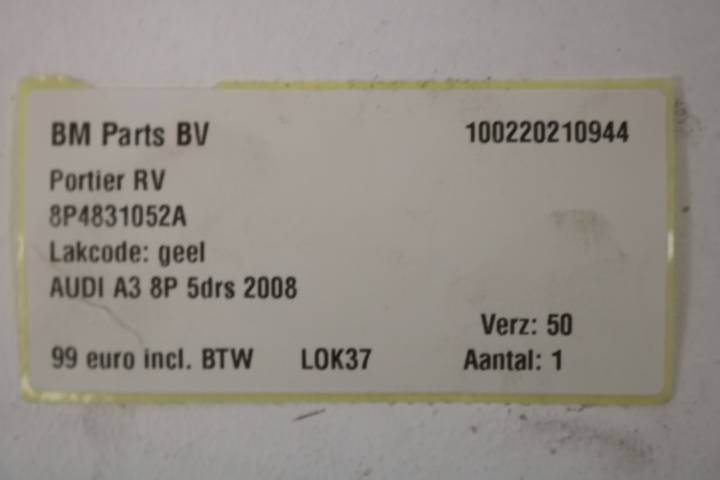 BM Parts BV 100220210944
Portier RV
8P4831052A
Lakcode: geel
AUDI A3 8P 5drs 2008
Verz: 50
99 euro incl. BTW LOK37 Aantal: 1